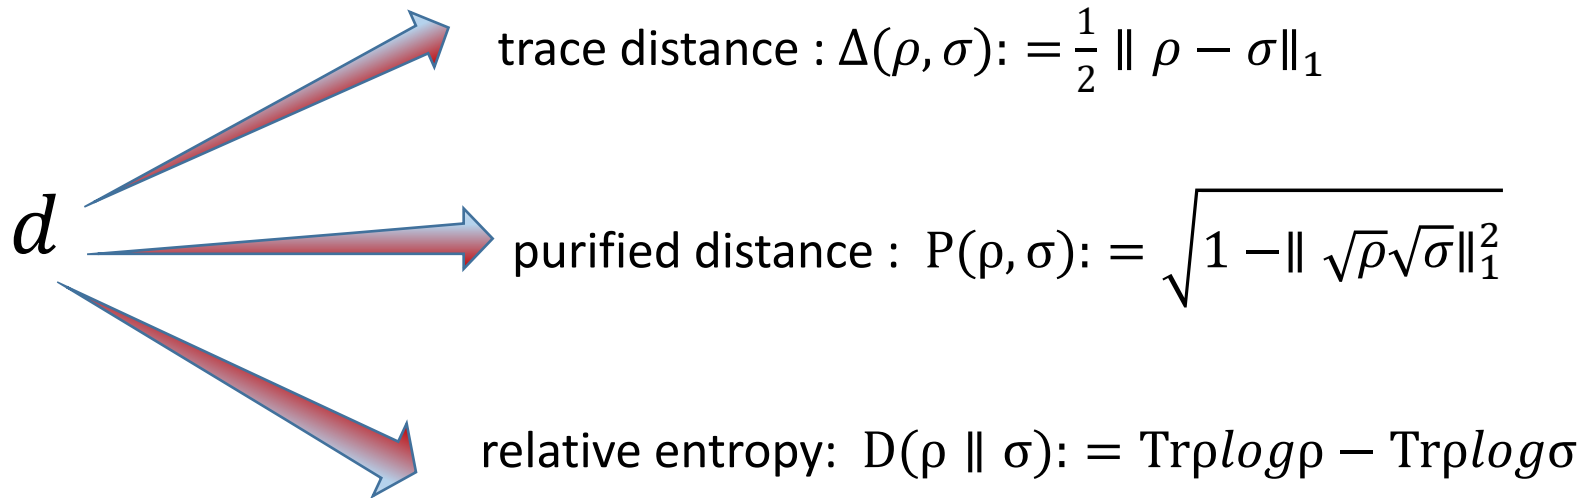 trace distance : Δ(ρ, σ): = 1/2 ∥ ρ − σ∥₁
d
purified distance : P(ρ, σ): = √(1 −∥ √ρ√σ∥₁²)
relative entropy: D(ρ ∥ σ): = Trρlogρ − Trρlogσ